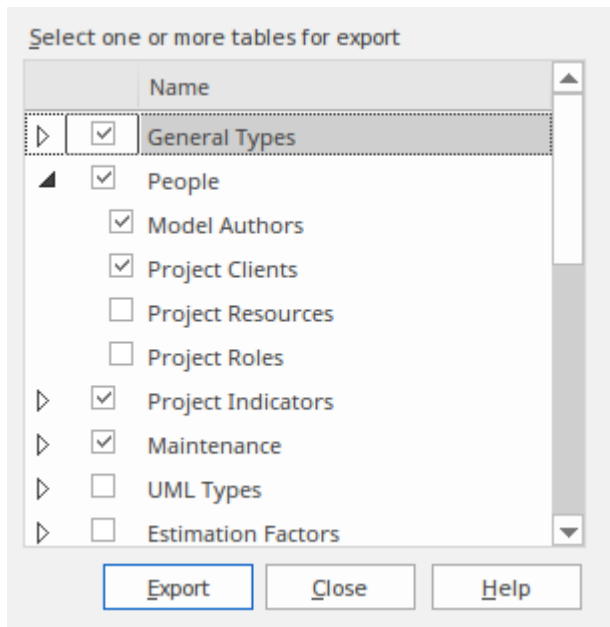 Select one or more tables for export
Name
General Types
People
Model Authors
Project Clients
Project Resources
Project Roles
Project Indicators
Maintenance
UML Types
Estimation Factors
Export Close Help